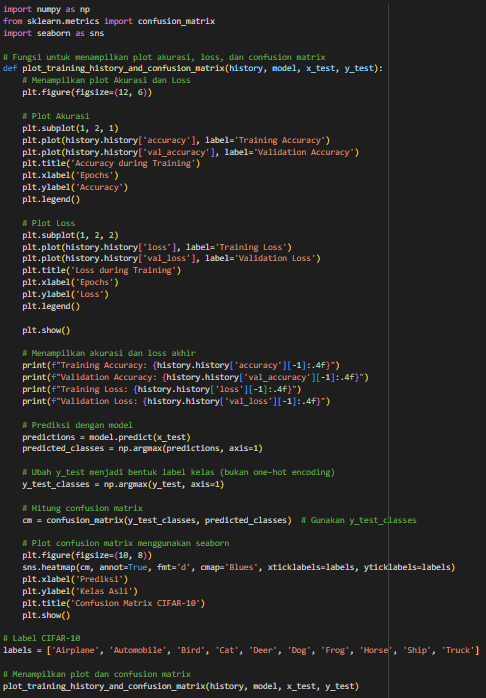 import numpy as np
from sklearn.metrics import confusion_matrix
import seaborn as sns

# Fungsi untuk menampilkan plot akurasi, loss, dan confusion matrix
def plot_training_history_and_confusion_matrix(history, model, x_test, y_test):
    # Menampilkan plot Akurasi dan Loss
    plt.figure(figsize=(12, 6))

    # Plot Akurasi
    plt.subplot(1, 2, 1)
    plt.plot(history.history['accuracy'], label='Training Accuracy')
    plt.plot(history.history['val_accuracy'], label='Validation Accuracy')
    plt.title('Accuracy during Training')
    plt.xlabel('Epochs')
    plt.ylabel('Accuracy')
    plt.legend()

    # Plot Loss
    plt.subplot(1, 2, 2)
    plt.plot(history.history['loss'], label='Training Loss')
    plt.plot(history.history['val_loss'], label='Validation Loss')
    plt.title('Loss during Training')
    plt.xlabel('Epochs')
    plt.ylabel('Loss')
    plt.legend()

    plt.show()

    # Menampilkan akurasi dan loss akhir
    print(f"Training Accuracy: {history.history['accuracy'][-1]:.4f}")
    print(f"Validation Accuracy: {history.history['val_accuracy'][-1]:.4f}")
    print(f"Training Loss: {history.history['loss'][-1]:.4f}")
    print(f"Validation Loss: {history.history['val_loss'][-1]:.4f}")

    # Prediksi dengan model
    predictions = model.predict(x_test)
    predicted_classes = np.argmax(predictions, axis=1)

    # Ubah y_test menjadi bentuk label kelas (bukan one-hot encoding)
    y_test_classes = np.argmax(y_test, axis=1)

    # Hitung confusion matrix
    cm = confusion_matrix(y_test_classes, predicted_classes)  # Gunakan y_test_classes

    # Plot confusion matrix menggunakan seaborn
    plt.figure(figsize=(10, 8))
    sns.heatmap(cm, annot=True, fmt='d', cmap='Blues', xticklabels=labels, yticklabels=labels)
    plt.xlabel('Prediksi')
    plt.ylabel('Kelas Asli')
    plt.title('Confusion Matrix CIFAR-10')
    plt.show()

# Label CIFAR-10
labels = ['Airplane', 'Automobile', 'Bird', 'Cat', 'Deer', 'Dog', 'Frog', 'Horse', 'Ship', 'Truck']

# Menampilkan plot dan confusion matrix
plot_training_history_and_confusion_matrix(history, model, x_test, y_test)